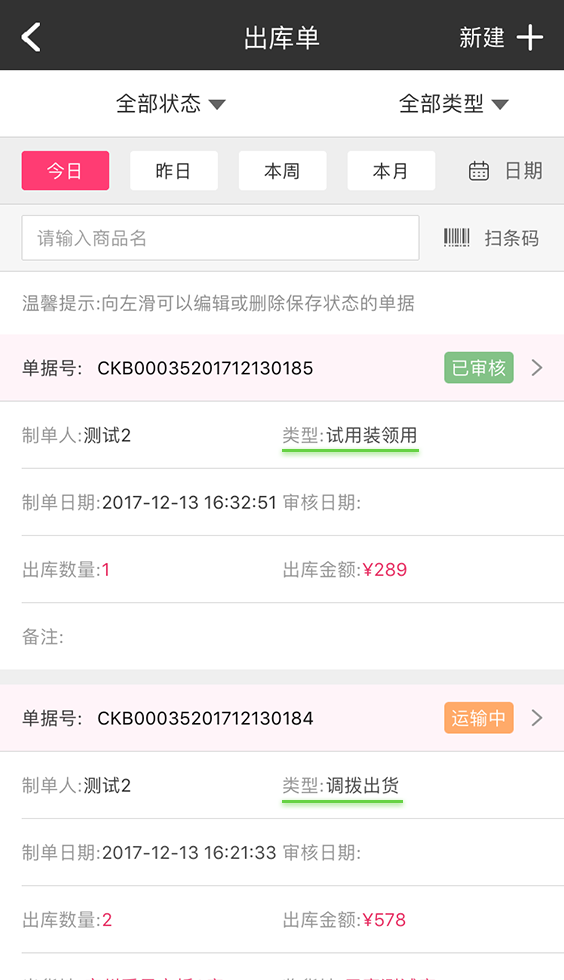 出库单
新建
全部状态 全部类型
今日 昨日 本周 本月 日期
请输入商品名 扫条码
温馨提示:向左滑可以编辑或删除保存状态的单据
单据号: CKB00035201712130185 已审核
制单人:测试2 类型:试用装领用
制单日期:2017-12-13 16:32:51 审核日期:
出库数量:1 出库金额:¥289
备注:
单据号: CKB00035201712130184 运输中
制单人:测试2 类型:调拨出货
制单日期:2017-12-13 16:21:33 审核日期:
出库数量:2 出库金额:¥578